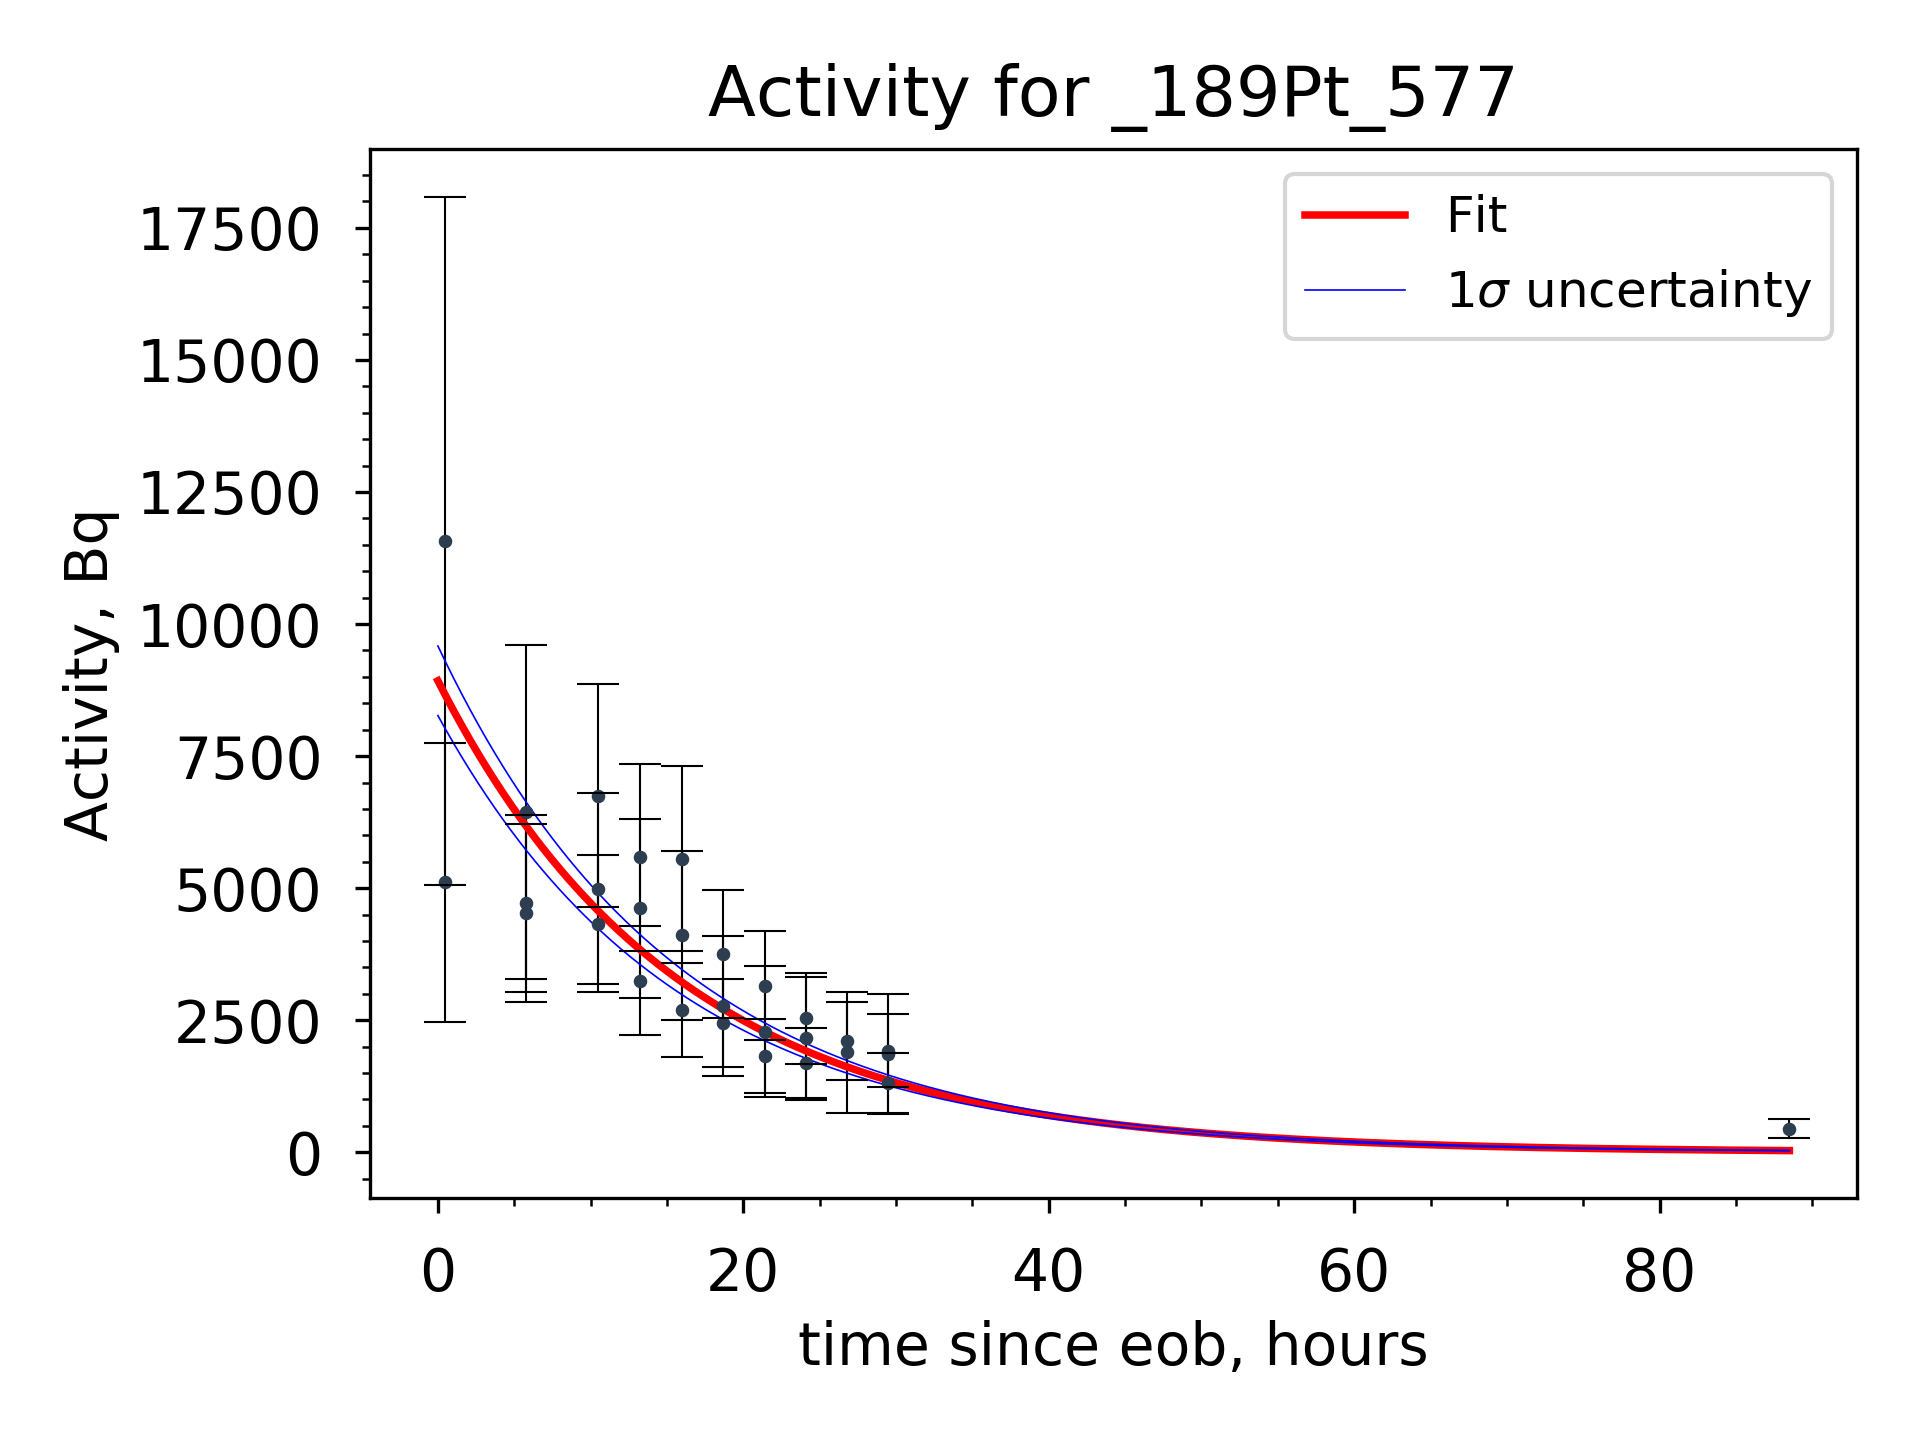 Activity for _189Pt_577
Fit
1σ uncertainty
Activity, Bq
17500
15000
12500
10000
7500
5000
2500
0
0 20 40 60 80
time since eob, hours